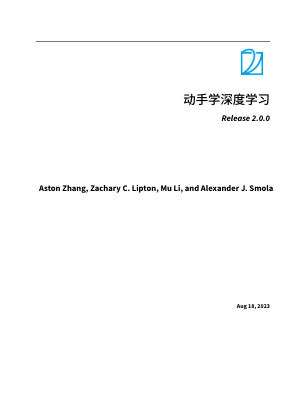 动手学深度学习
Release 2.0.0
Aston Zhang, Zachary C. Lipton, Mu Li, and Alexander J. Smola
Aug 18, 2023